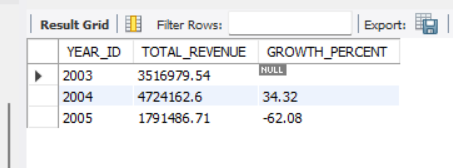 Result Grid Filter Rows: Export:
YEAR_ID TOTAL_REVENUE GROWTH_PERCENT
2003 3516979.54 NULL
2004 4724162.6 34.32
2005 1791486.71 -62.08